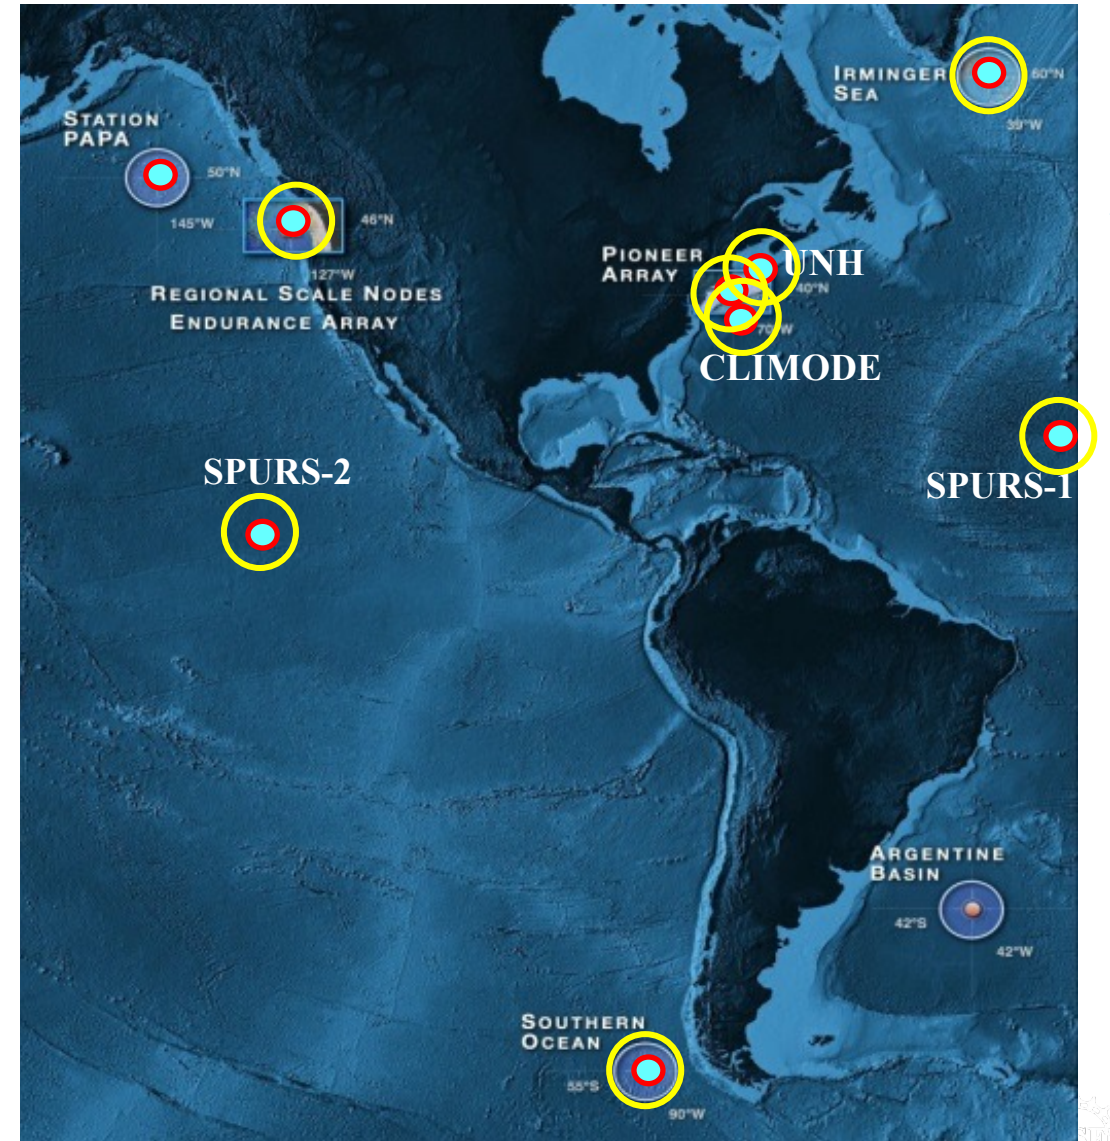 IRMINGER
SEA
60°N
39°W
STATION
PAPA
50°N
145°W
46°N
127°W
REGIONAL SCALE NODES
ENDURANCE ARRAY
PIONEER
ARRAY
UNH
40°N
70°W
CLIMODE
SPURS-2
SPURS-1
ARGENTINE
BASIN
42°S
42°W
SOUTHERN
OCEAN
55°S
90°W